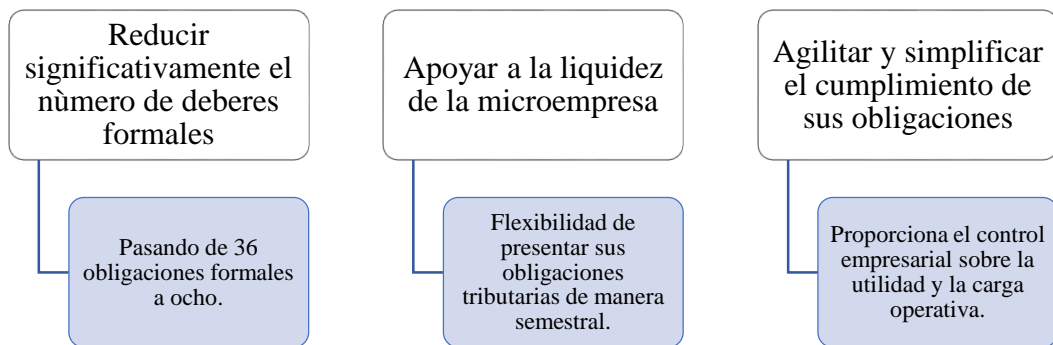 Reducir
significativamente el
nùmero de deberes
formales
Pasando de 36
obligaciones formales
a ocho.
Apoyar a la liquidez
de la microempresa
Flexibilidad de
presentar sus
obligaciones
tributarias de manera
semestral.
Agilitar y simplificar
el cumplimiento de
sus obligaciones
Proporciona el control
empresarial sobre la
utilidad y la carga
operativa.